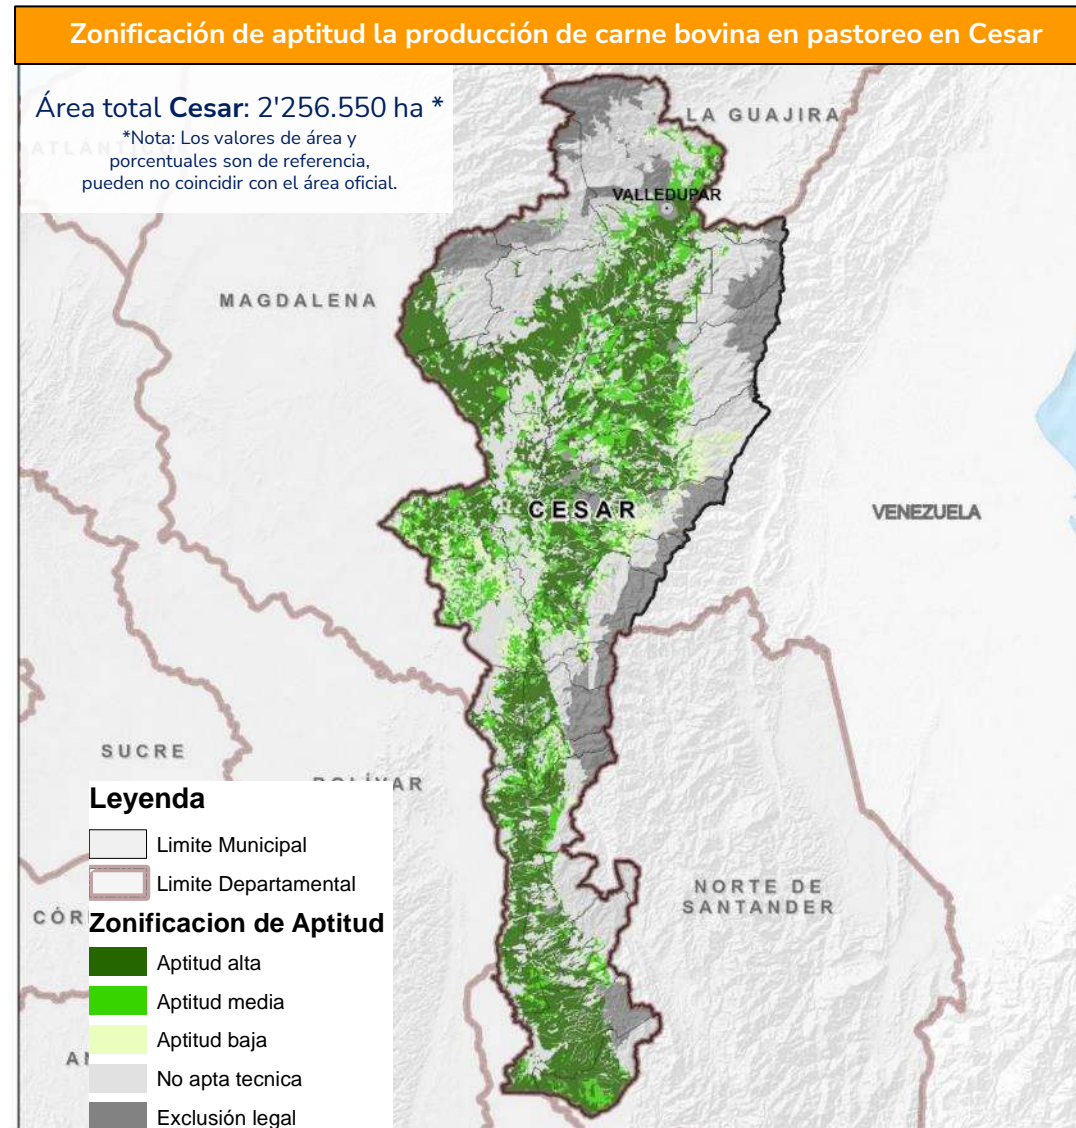 Zonificación de aptitud la producción de carne bovina en pastoreo en Cesar
Área total Cesar: 2'256.550 ha *
*Nota: Los valores de área y
porcentuales son de referencia,
pueden no coincidir con el área oficial.
ATLÁNTICO
LA GUAJIRA
VALLEDUPAR
MAGDALENA
CESAR
VENEZUELA
SUCRE
BOLÍVAR
NORTE DE
SANTANDER
Leyenda
Limite Municipal
Limite Departamental
CÓR
Zonificacion de Aptitud
Aptitud alta
Aptitud media
Aptitud baja
No apta tecnica
Exclusión legal